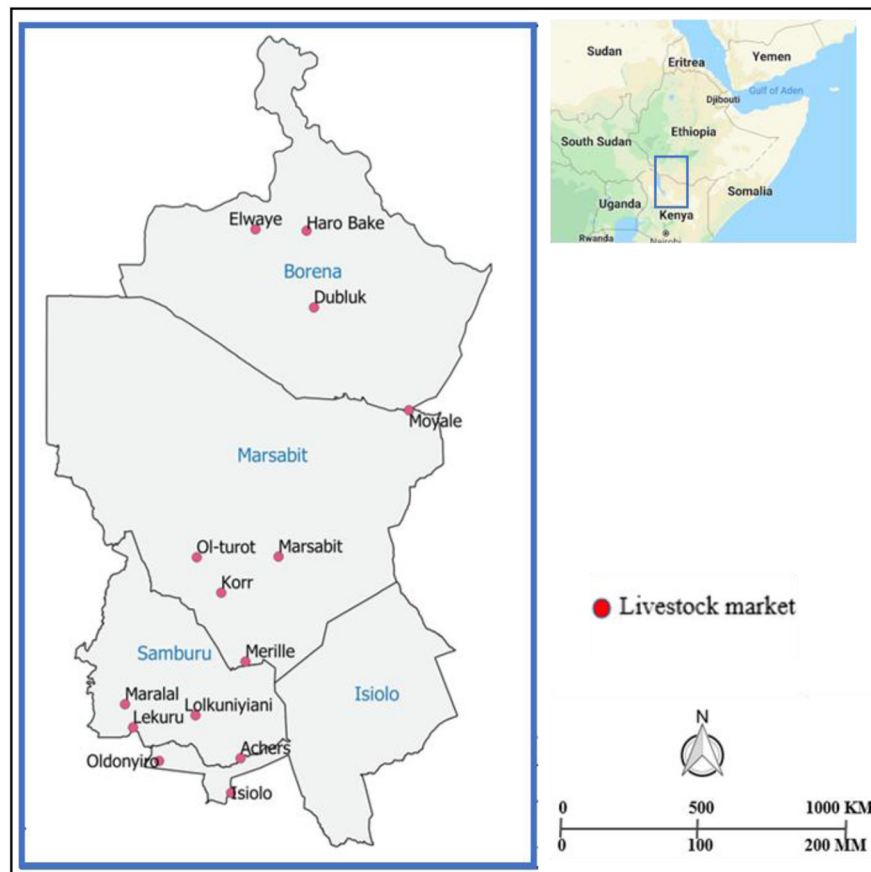 Elwaye
Haro Bake
Borena
Dubluk
Moyale
Marsabit
Ol-turot
Marsabit
Korr
Samburu
Merille
Isiolo
Maralal
Lolkuniyiani
Lekuru
Achers
Oldonyiro
Isiolo
Sudan
Eritrea
Yemen
Gulf of Aden
Djibouti
South Sudan
Ethiopia
Uganda
Somalia
Kenya
Rwanda
Nairobi
Livestock market
N
0 500 1000 KM
0 100 200 MM